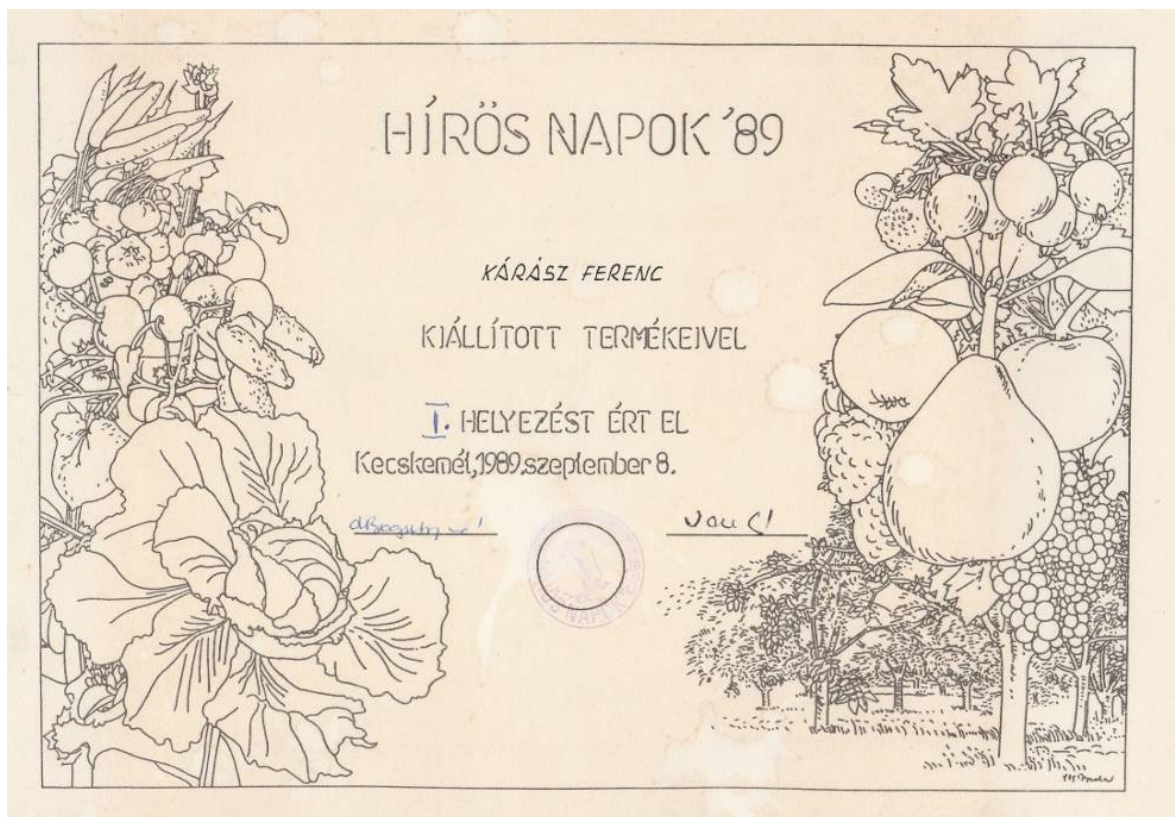 HÍRÖS NAPOK '89
KÁRÁSZ FERENC
KIÁLLÍTOTT TERMÉKEIVEL
I. HELYEZÉST ÉRT EL
Kecskemét, 1989. szeptember 8.